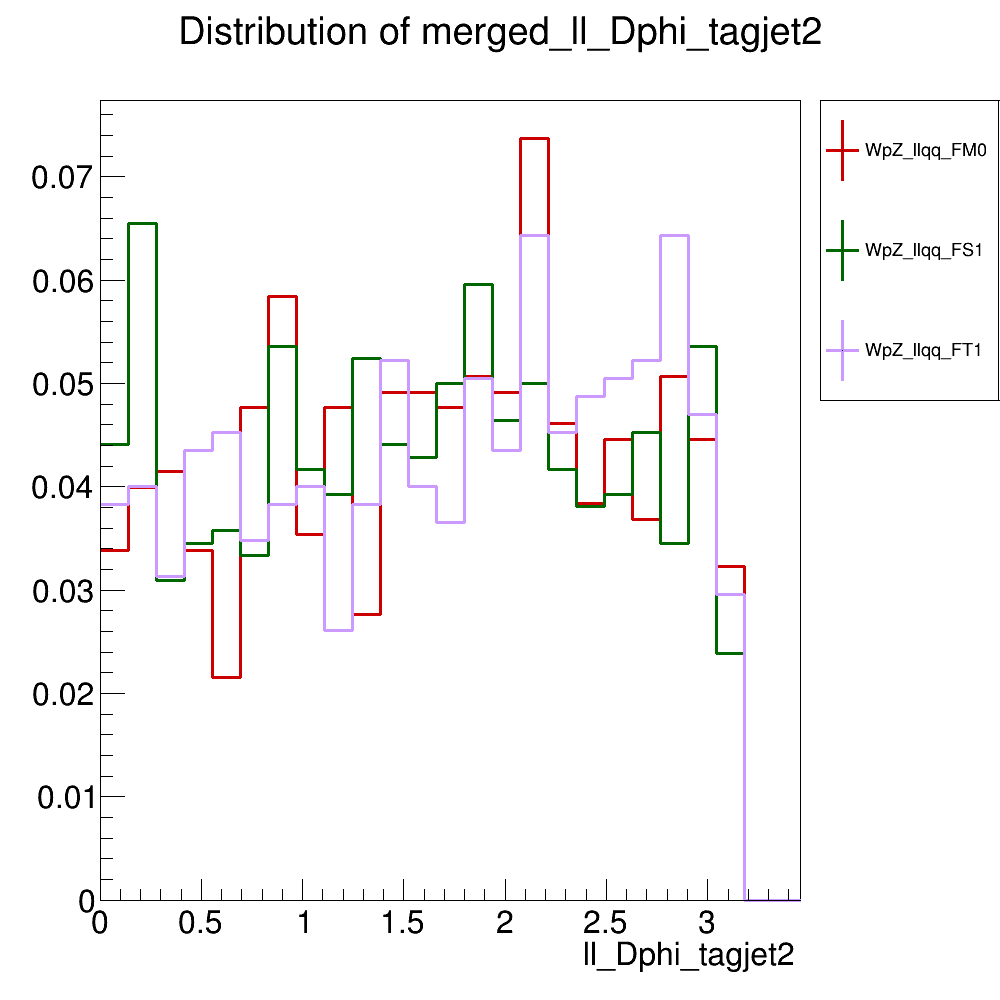 Distribution of merged_ll_Dphi_tagjet2
0.07
0.06
0.05
0.04
0.03
0.02
0.01
0
0 0.5 1 1.5 2 2.5 3
ll_Dphi_tagjet2
WpZ_llqq_FM0
WpZ_llqq_FS1
WpZ_llqq_FT1